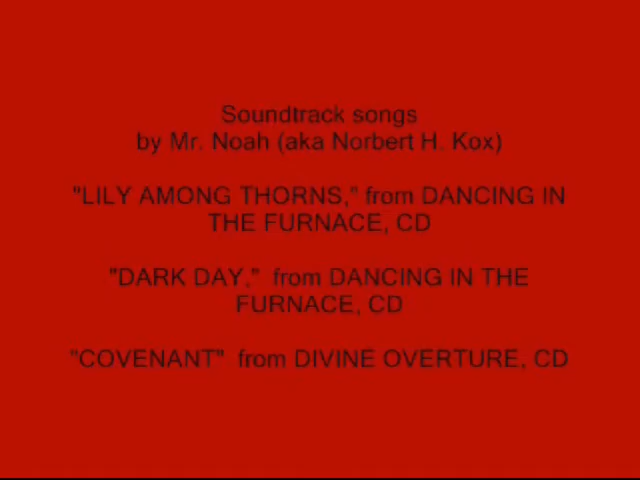 Soundtrack songs
by Mr. Noah (aka Norbert H. Kox)
"LILY AMONG THORNS," from DANCING IN
THE FURNACE, CD
"DARK DAY,"  from DANCING IN THE
FURNACE, CD
"COVENANT"  from DIVINE OVERTURE, CD